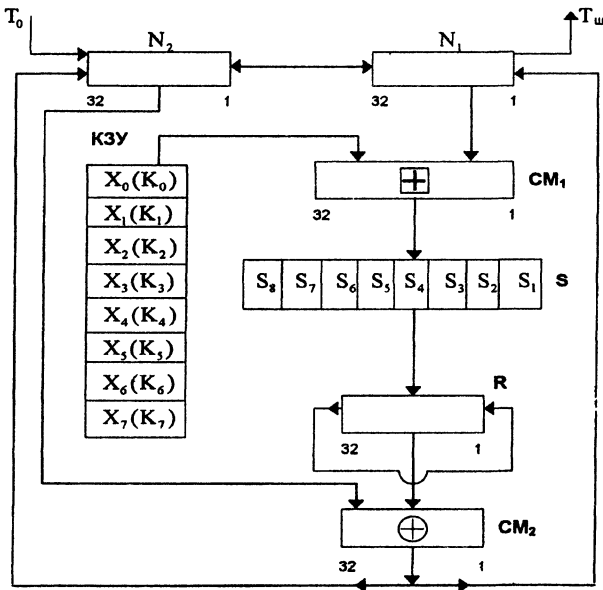 T₀ N₂ N₁ Tш
32 1 32 1
КЗУ
X₀(K₀)
X₁(K₁)
X₂(K₂)
X₃(K₃)
X₄(K₄)
X₅(K₅)
X₆(K₆)
X₇(K₇)
+ СМ₁
32 1
S₈ S₇ S₆ S₅ S₄ S₃ S₂ S₁ S
R
32 1
+ СМ₂
32 1